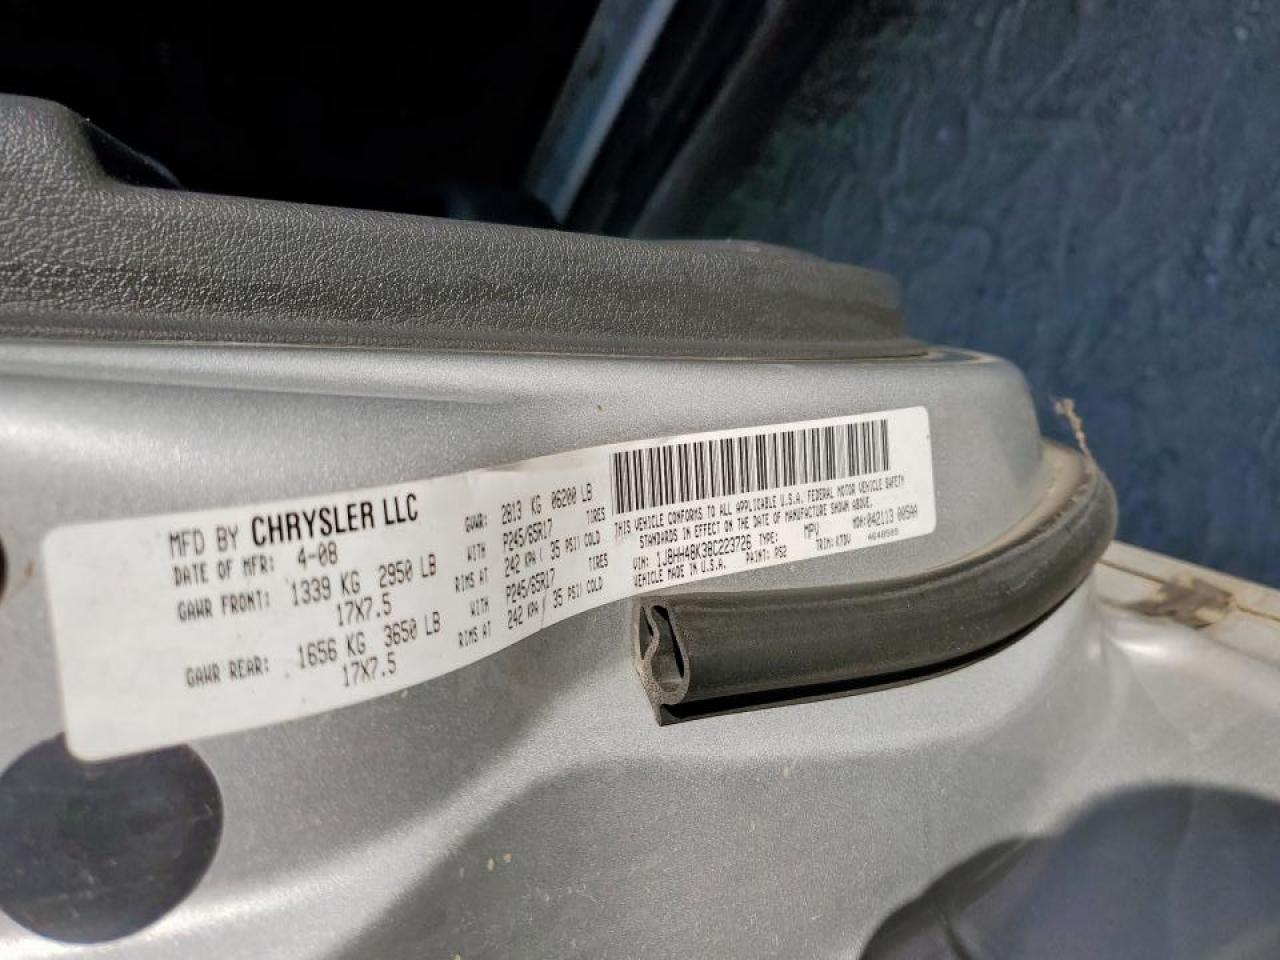 MFD BY CHRYSLER LLC
DATE OF MFR: 4-08
GVWR: 2813 KG 06200 LB
GAWR FRONT: 1339 KG 2950 LB
WITH P245/65R17 TIRES
17X7.5
RIMS AT 242 KPA( 35 PSI) COLD
GAWR REAR: 1656 KG 3650 LB
WITH P245/65R17 TIRES
17X7.5
RIMS AT 242 KPA( 35 PSI) COLD
THIS VEHICLE CONFORMS TO ALL APPLICABLE U.S.A. FEDERAL MOTOR VEHICLE SAFETY
STANDARDS IN EFFECT ON THE DATE OF MANUFACTURE SHOWN ABOVE.
VIN: 1J8HH48K38C223726 TYPE: MPV MDH:042113 005AA
VEHICLE MADE IN U.S.A. PAINT: PS2 TRIM: